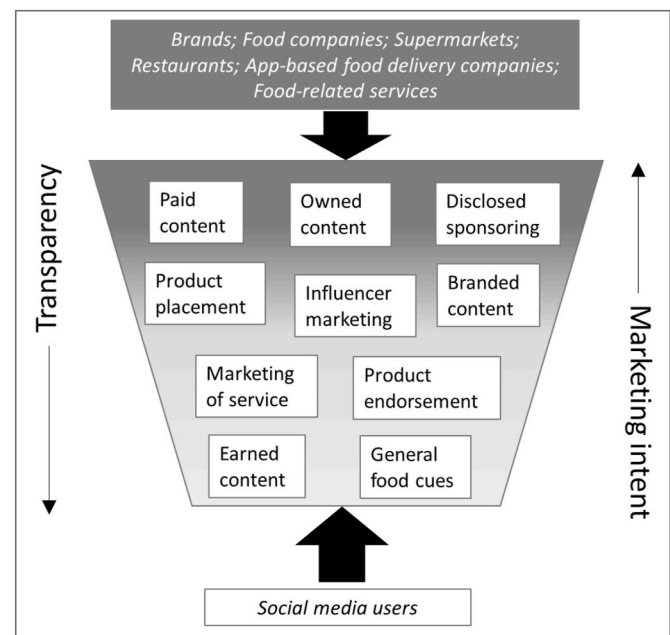 Brands; Food companies; Supermarkets;
Restaurants; App-based food delivery companies;
Food-related services
Transparency
Marketing intent
Paid
content
Owned
content
Disclosed
sponsoring
Product
placement
Influencer
marketing
Branded
content
Marketing
of service
Product
endorsement
Earned
content
General
food cues
Social media users